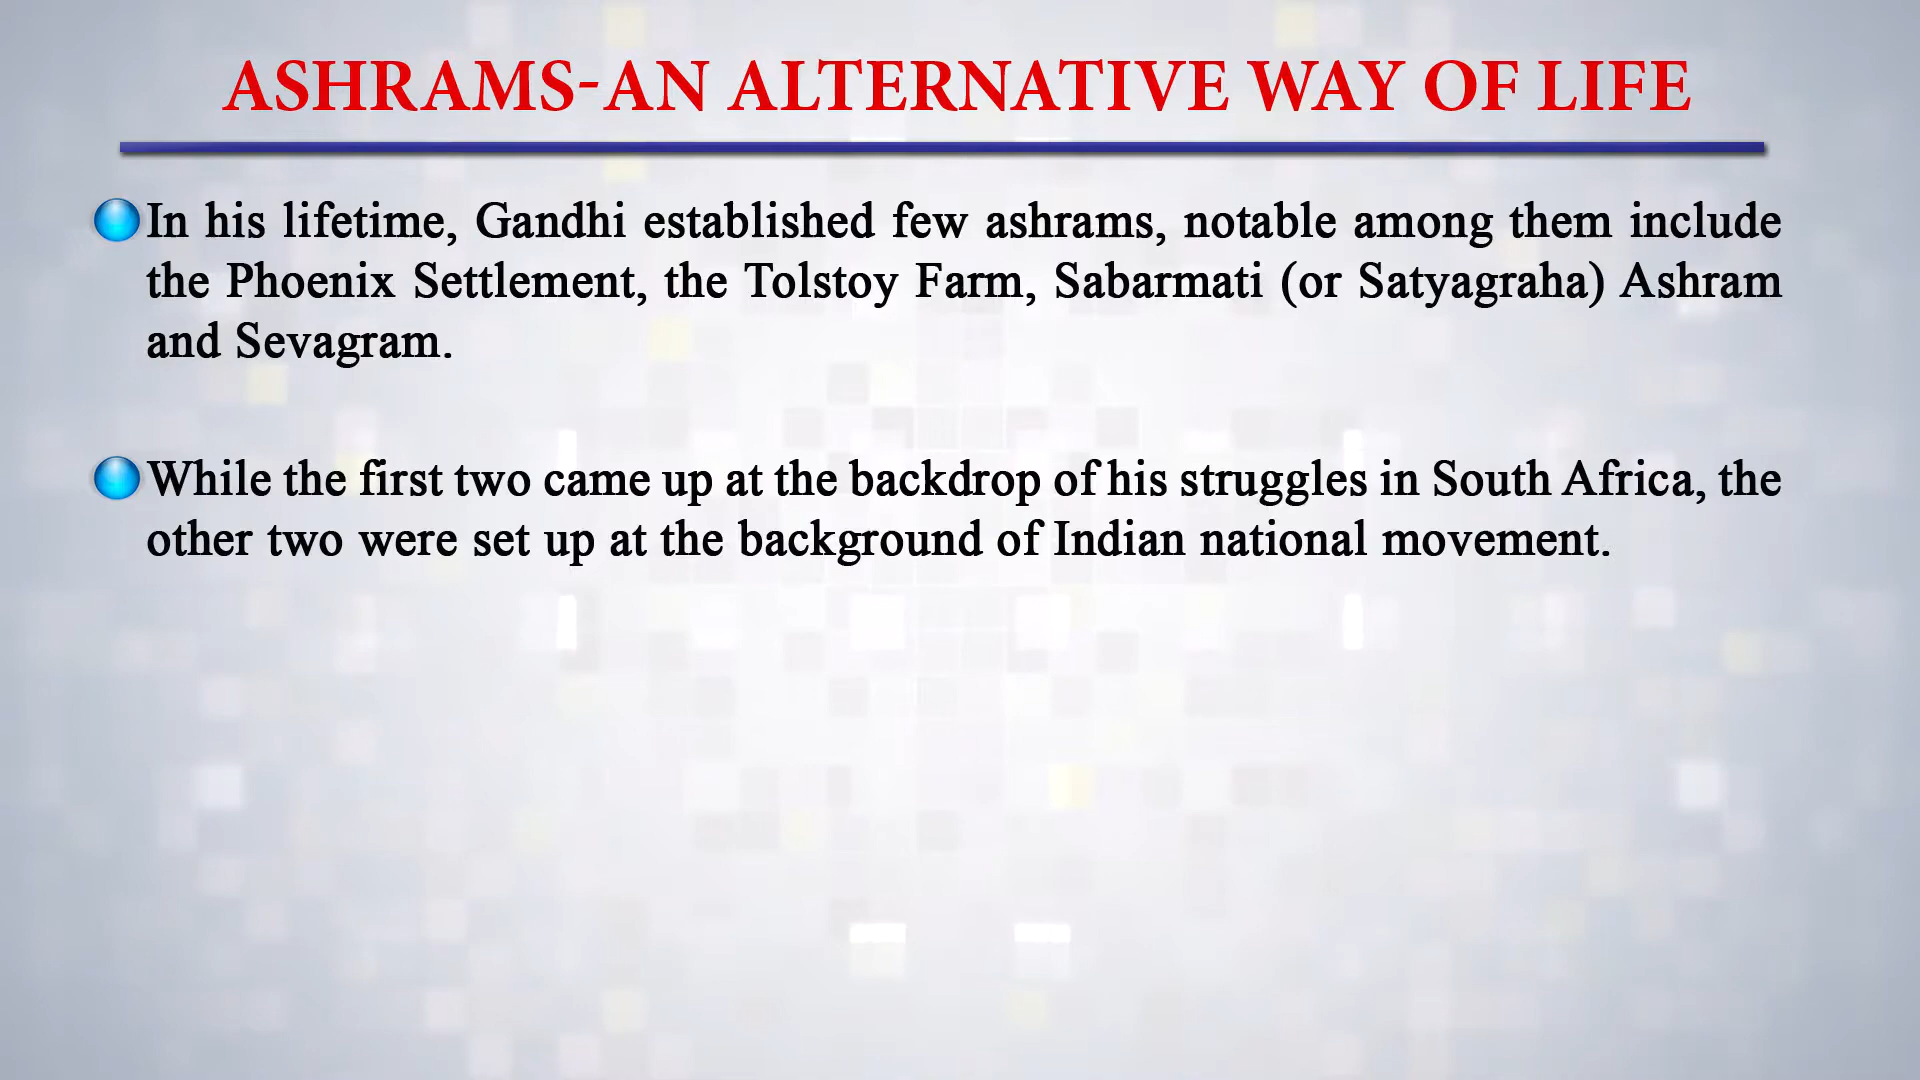 ASHRAMS-AN ALTERNATIVE WAY OF LIFE
In his lifetime, Gandhi established few ashrams, notable among them include
the Phoenix Settlement, the Tolstoy Farm, Sabarmati (or Satyagraha) Ashram
and Sevagram.
While the first two came up at the backdrop of his struggles in South Africa, the
other two were set up at the background of Indian national movement.